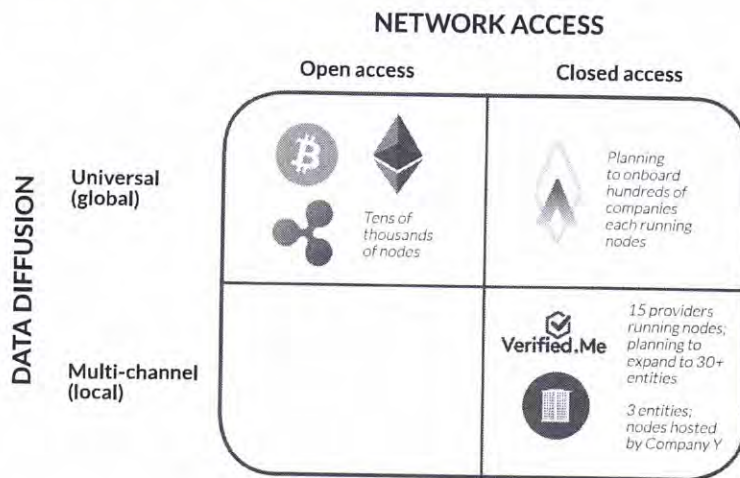 NETWORK ACCESS
Open access
Closed access
DATA DIFFUSION
Universal
(global)
Tens of
thousands
of nodes
Planning
to onboard
hundreds of
companies
each running
nodes
Multi-channel
(local)
Verified.Me
15 providers
running nodes;
planning to
expand to 30+
entities
3 entities;
nodes hosted
by Company Y